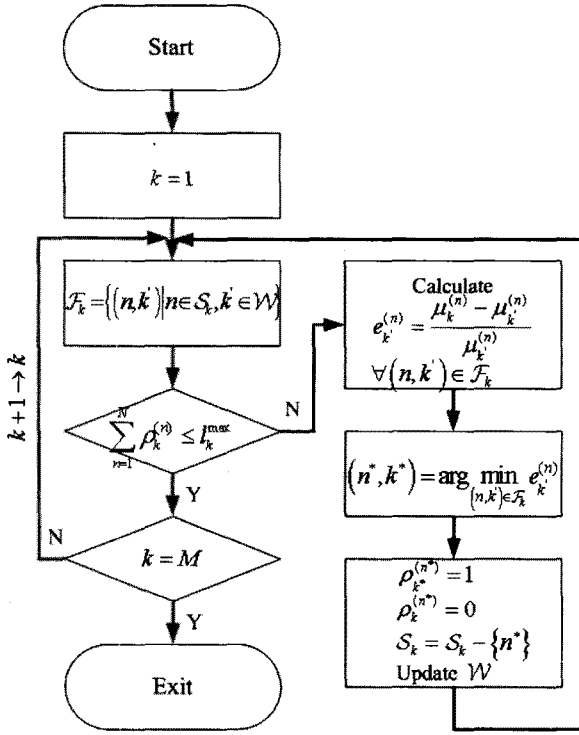 Start
k = 1
ℱ_k = {(n,k')|n∈𝒮_k, k'∈𝒲}
∑_{n=1}^{N} ρ_k^{(n)} ≤ l_k^{max}
N
Y
k = M
N
Y
Exit
k+1→k
Calculate
e_{k'}^{(n)} = \frac{μ_k^{(n)} − μ_{k'}^{(n)}}{μ_{k'}^{(n)}}
∀(n,k') ∈ ℱ_k
(n*,k*) = arg min_{(n,k')∈ℱ_k} e_{k'}^{(n)}
ρ_{k*}^{(n*)} = 1
ρ_k^{(n*)} = 0
𝒮_k = 𝒮_k − {n*}
Update 𝒲